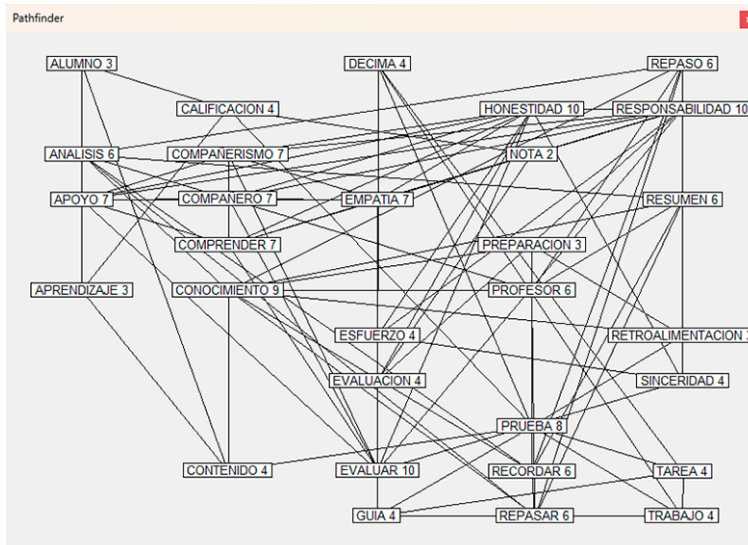 Pathfinder
ALUMNO 3 DECIMA 4 REPASO 6
CALIFICACION 4 HONESTIDAD 10 RESPONSABILIDAD 10
ANALISIS 6 COMPAÑERISMO 7 NOTA 2
APOYO 7 COMPAÑERO 7 EMPATIA 7 RESUMEN 6
COMPRENDER 7 PREPARACION 3
APRENDIZAJE 3 CONOCIMIENTO 9 PROFESOR 6
ESFUERZO 4 RETROALIMENTACION
EVALUACION 4 SINCERIDAD 4
PRUEBA 8
CONTENIDO 4 EVALUAR 10 RECORDAR 6 TAREA 4
GUIA 4 REPASAR 6 TRABAJO 4